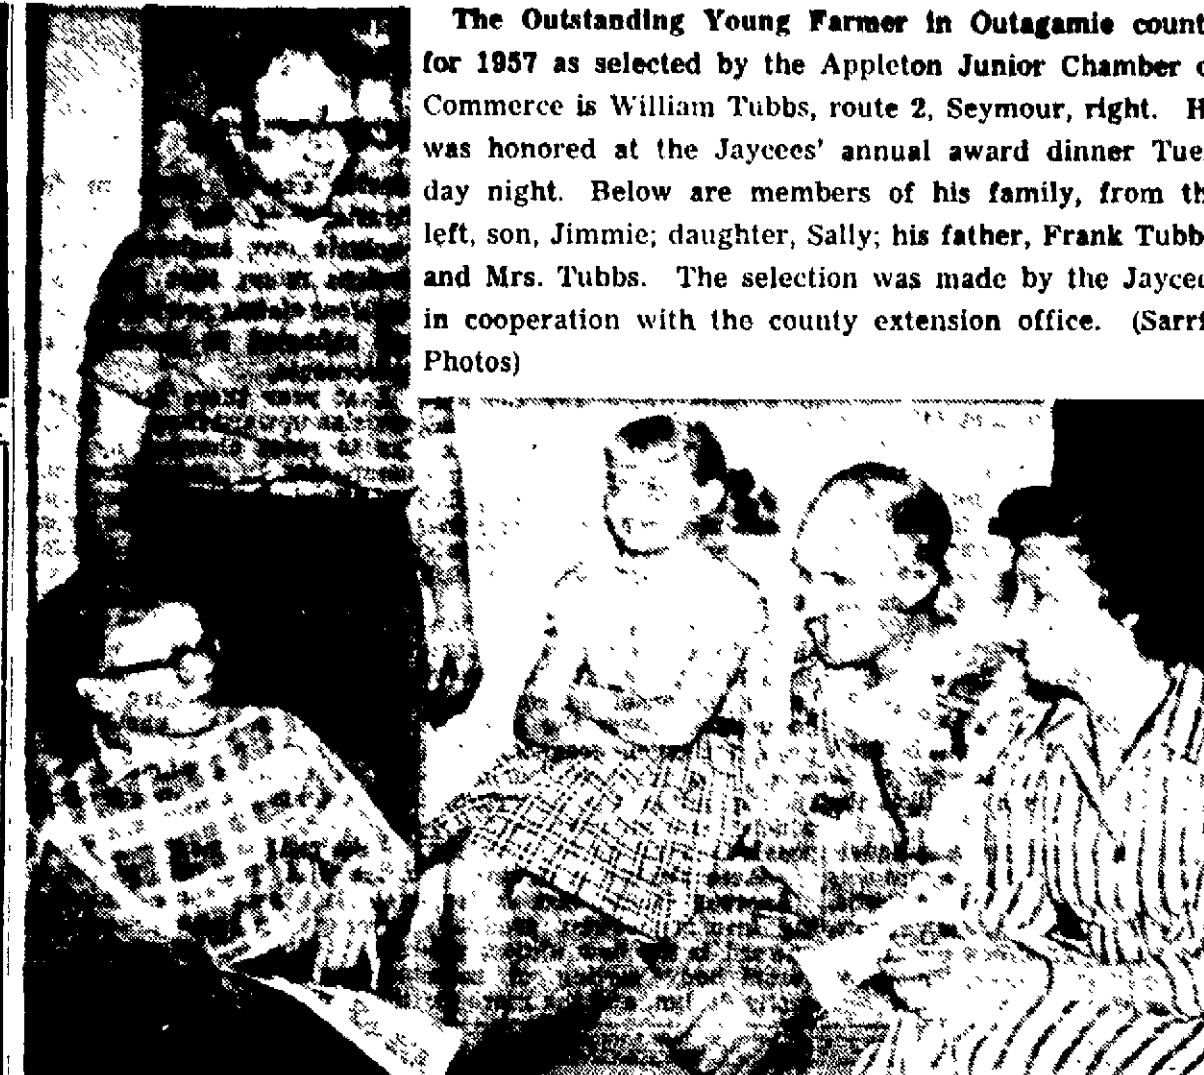 The Outstanding Young Farmer in Outagamie count
for 1957 as selected by the Appleton Junior Chamber o
Commerce is William Tubbs, route 2, Seymour, right. H
was honored at the Jaycees' annual award dinner Tues
day night. Below are members of his family, from th
left, son, Jimmie; daughter, Sally; his father, Frank Tubb
and Mrs. Tubbs. The selection was made by the Jaycee
in cooperation with the county extension office. (Sarrf
Photos)